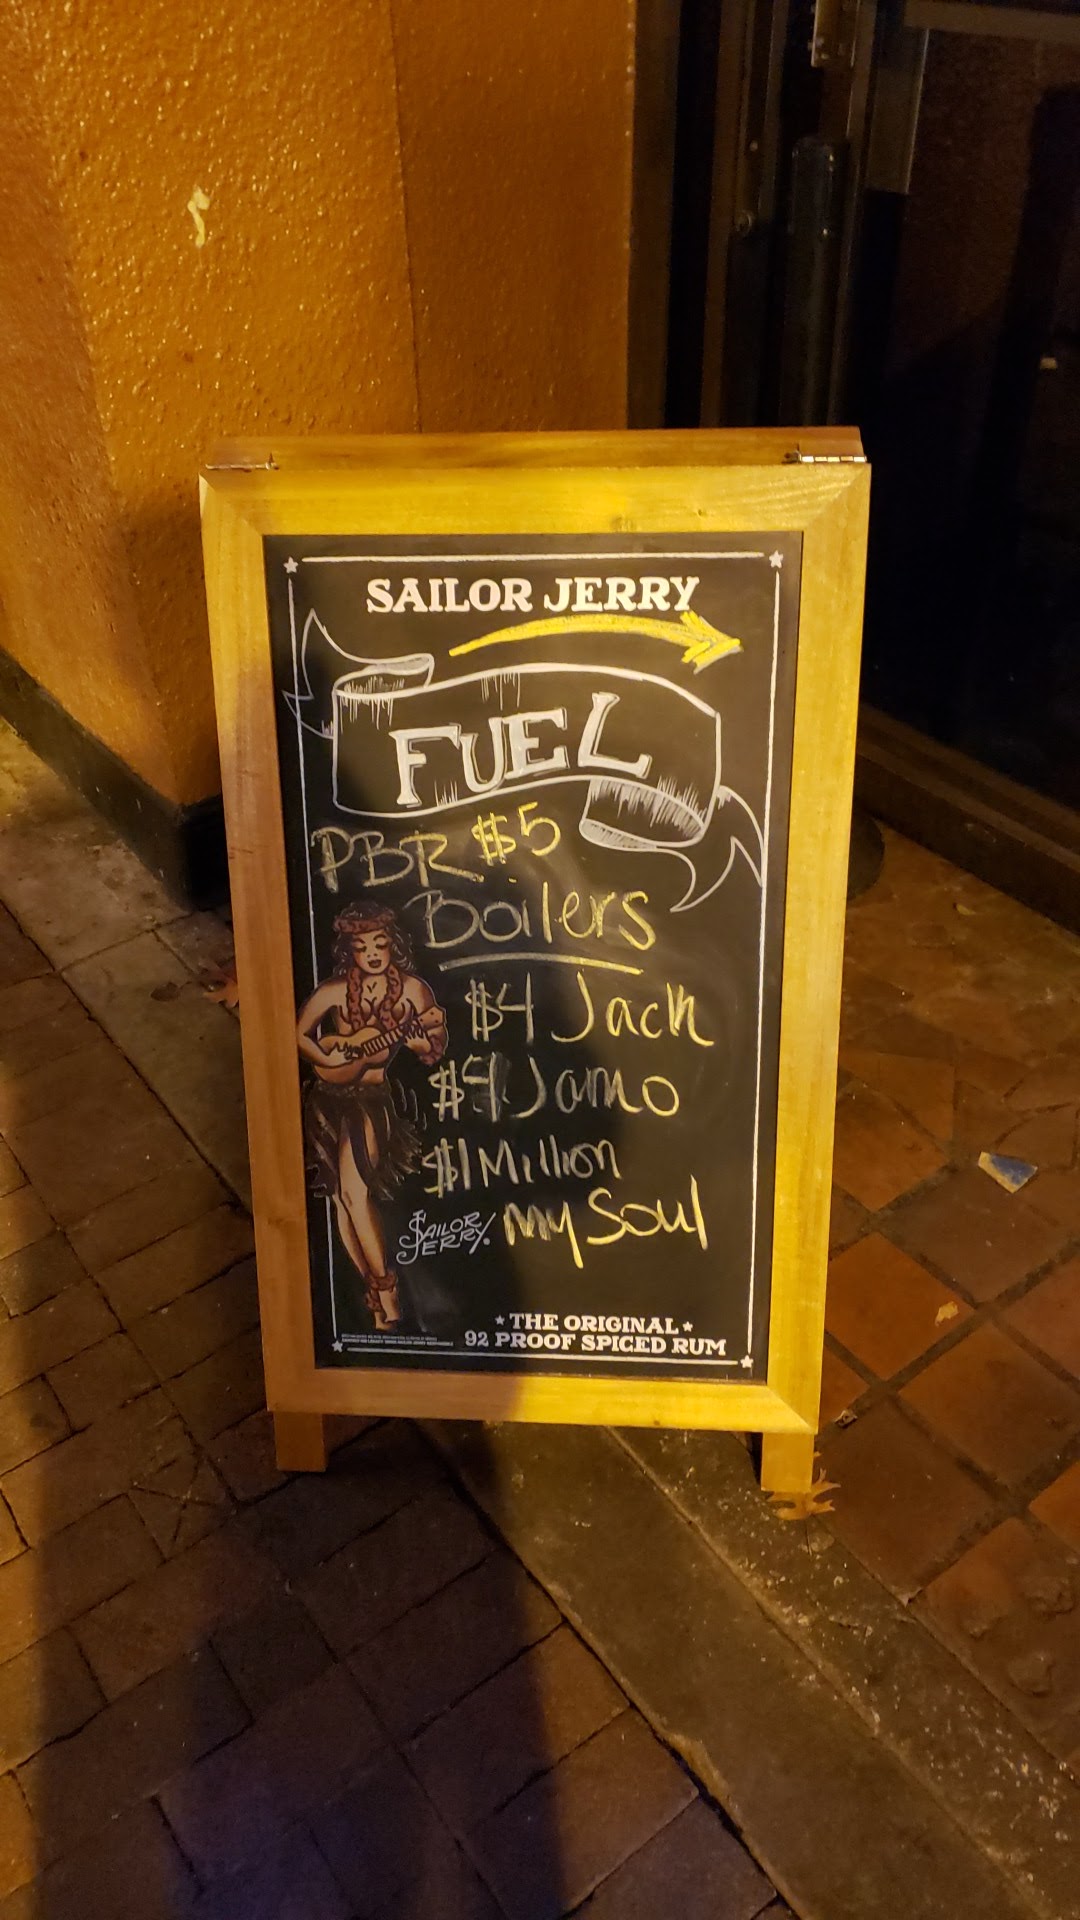 SAILOR JERRY
FUEL
PBR $5
Boilers
$4 Jack
$4 Jamo
$1 Million
My Soul
SAILOR
JERRY
THE ORIGINAL
92 PROOF SPICED RUM